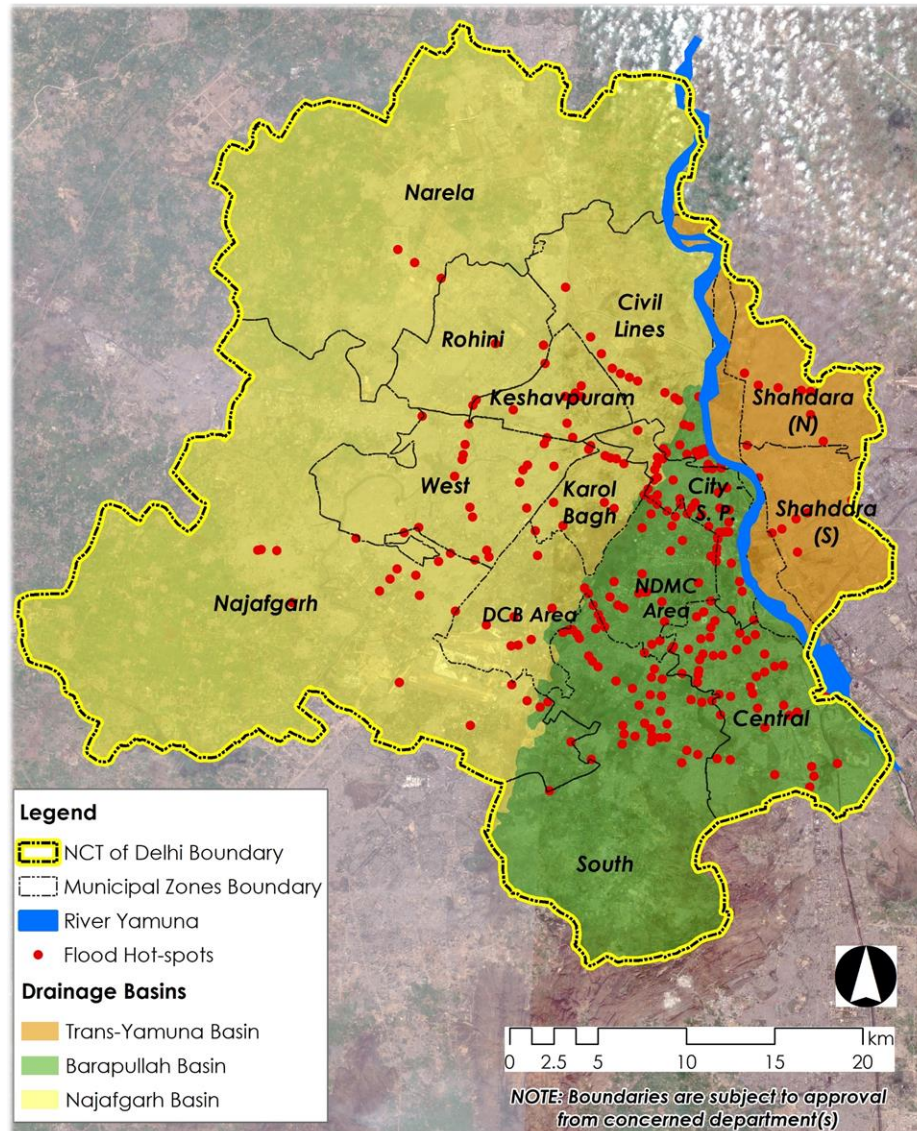 Narela
Civil
Lines
Rohini
Keshavpuram
Shahdara
(N)
West
Karol
Bagh
City
S. P.
Shahdara
(S)
Najafgarh
DCB Area
NDMC
Area
Central
South
Legend
NCT of Delhi Boundary
Municipal Zones Boundary
River Yamuna
Flood Hot-spots
Drainage Basins
Trans-Yamuna Basin
Barapullah Basin
Najafgarh Basin
km
0 2.5 5 10 15 20
NOTE: Boundaries are subject to approval
from concerned department(s)